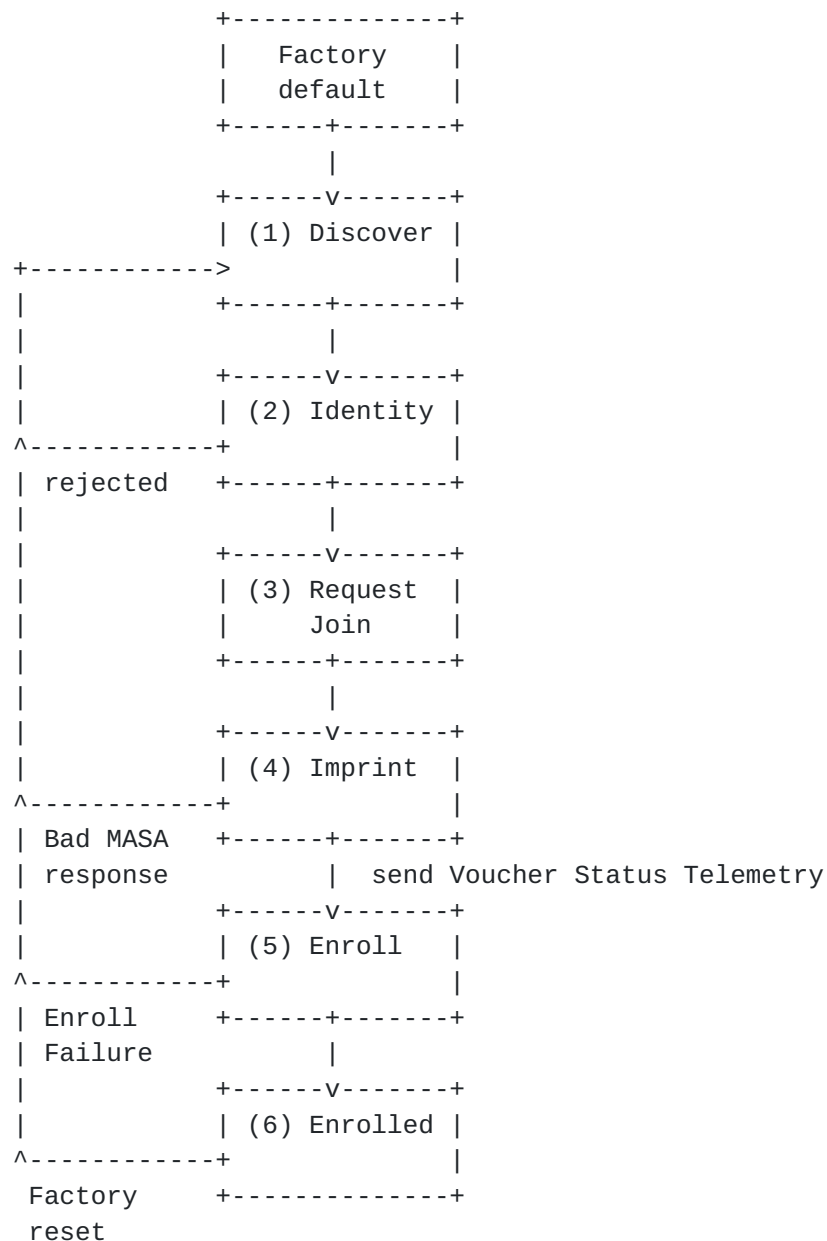 Factory
default
(1) Discover
(2) Identity
rejected
(3) Request
Join
(4) Imprint
Bad MASA
response
send Voucher Status Telemetry
(5) Enroll
Enroll
Failure
(6) Enrolled
Factory
reset